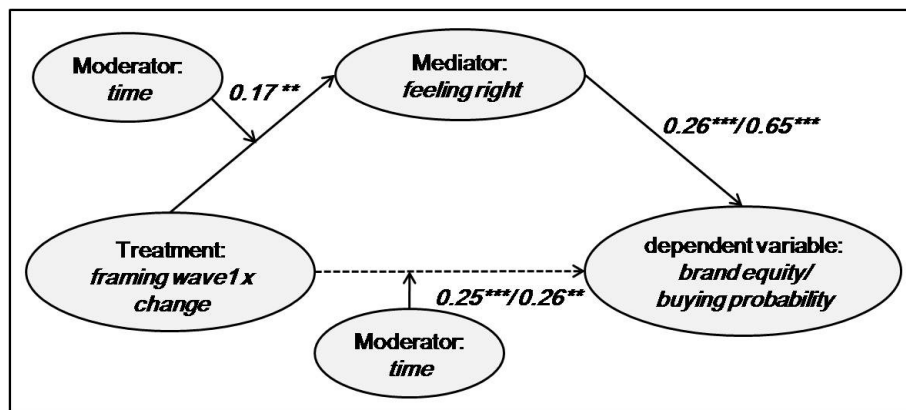 Moderator:
time
0.17 **
Mediator:
feeling right
0.26***/0.65***
Treatment:
framing wave1 x
change
dependent variable:
brand equity/
buying probability
0.25***/0.26**
Moderator:
time